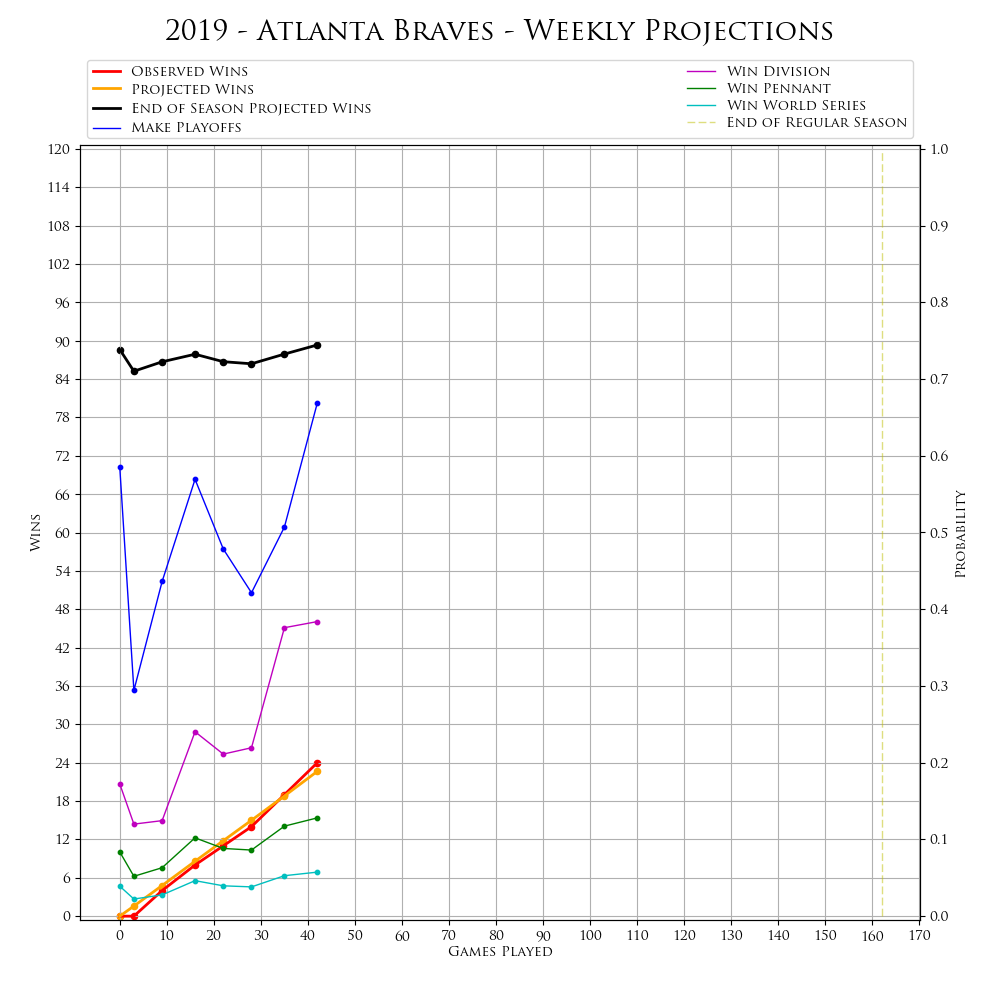 2019 - Atlanta Braves - Weekly Projections
Observed Wins
Projected Wins
End of Season Projected Wins
Make Playoffs
Win Division
Win Pennant
Win World Series
End of Regular Season
120
114
108
102
96
90
84
78
72
66
60
54
48
42
36
30
24
18
12
6
0
Wins
1.0
0.9
0.8
0.7
0.6
0.5
0.4
0.3
0.2
0.1
0.0
Probability
0 10 20 30 40 50 60 70 80 90 100 110 120 130 140 150 160 170
Games Played